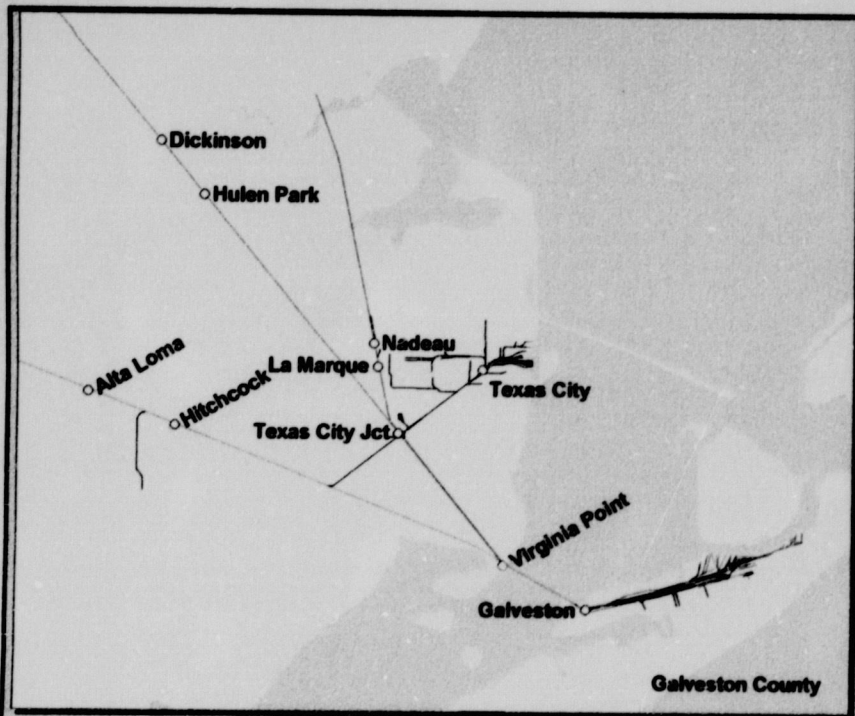 Dickinson
Hulen Park
Nadeau
La Marque
Alta Loma
Texas City
Hitchcock
Texas City Jct
Virginia Point
Galveston
Galveston County